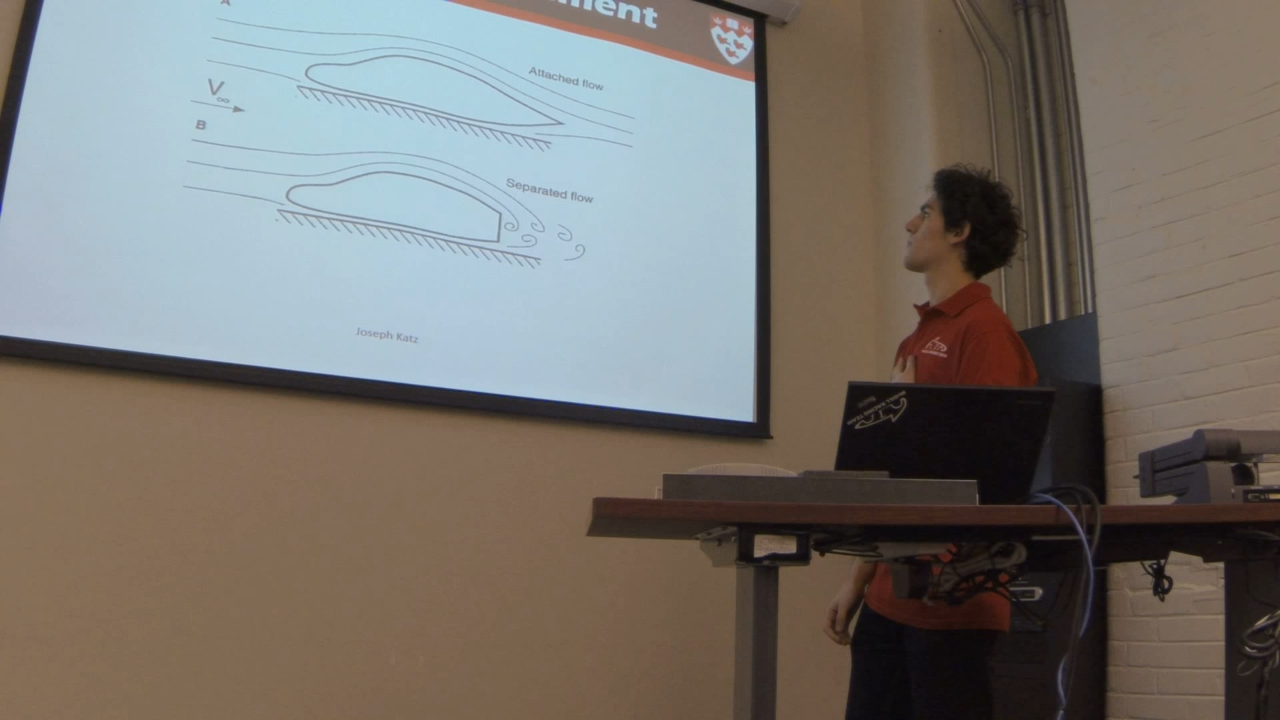 A
Attached flow
V∞
B
Separated flow
Joseph Katz